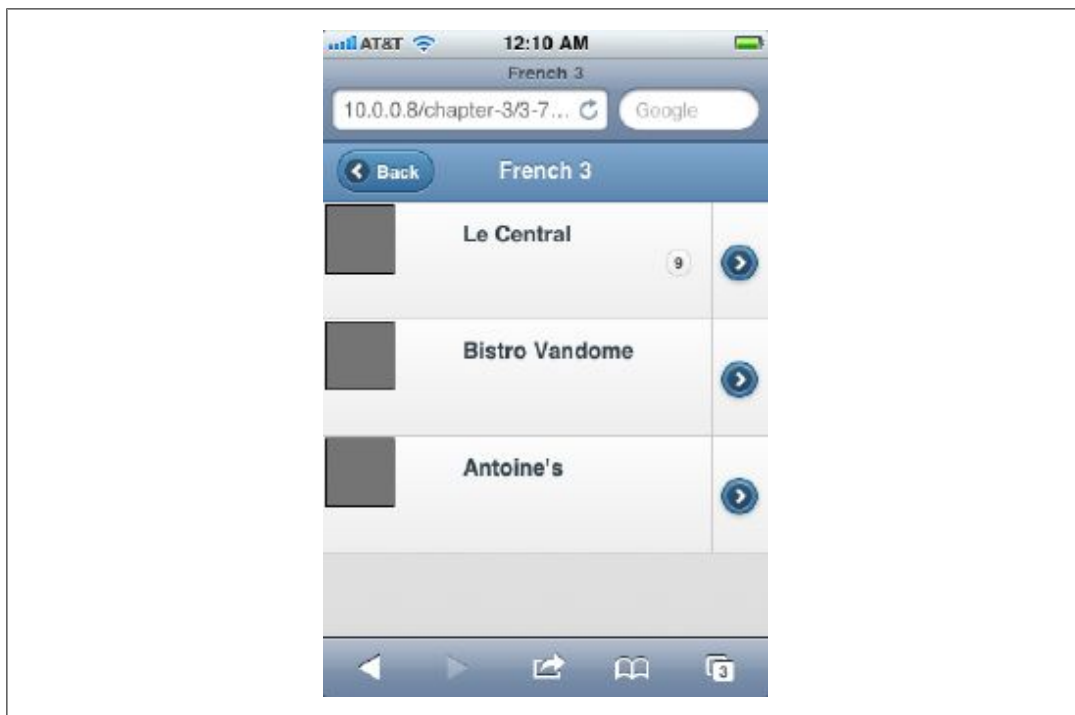 AT&T 12:10 AM
French 3
10.0.0.8/chapter-3/3-7... Google
Back French 3
Le Central
9
Bistro Vandome
Antoine's
3